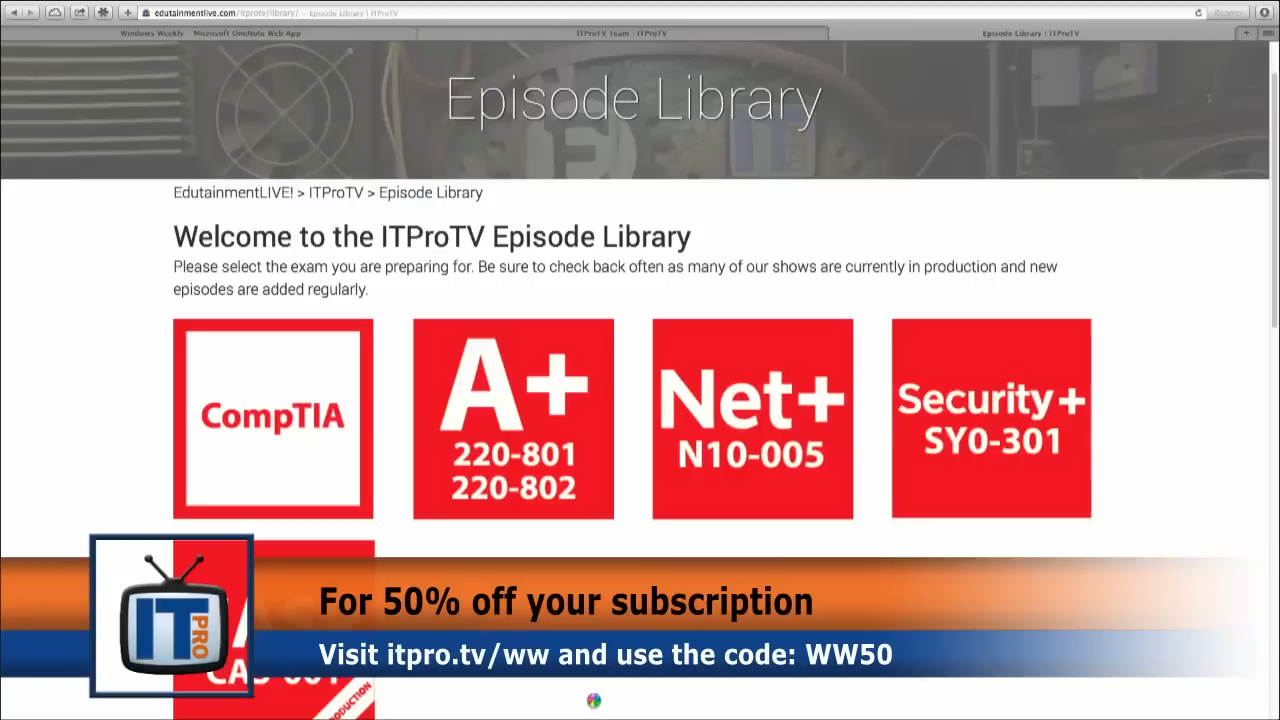 edutainmentlive.com/itprotv/library/ — Episode Library | ITProTV
Reader
Windows Weekly
Microsoft OneNote Web App
ITProTV Team | ITProTV
Episode Library | ITProTV
Episode Library
EdutainmentLIVE! > ITProTV > Episode Library
Welcome to the ITProTV Episode Library
Please select the exam you are preparing for. Be sure to check back often as many of our shows are currently in production and new
episodes are added regularly.
CompTIA
A+
220-801
220-802
Net+
N10-005
Security+
SY0-301
IT
PRO
For 50% off your subscription
Visit itpro.tv/ww and use the code: WW50